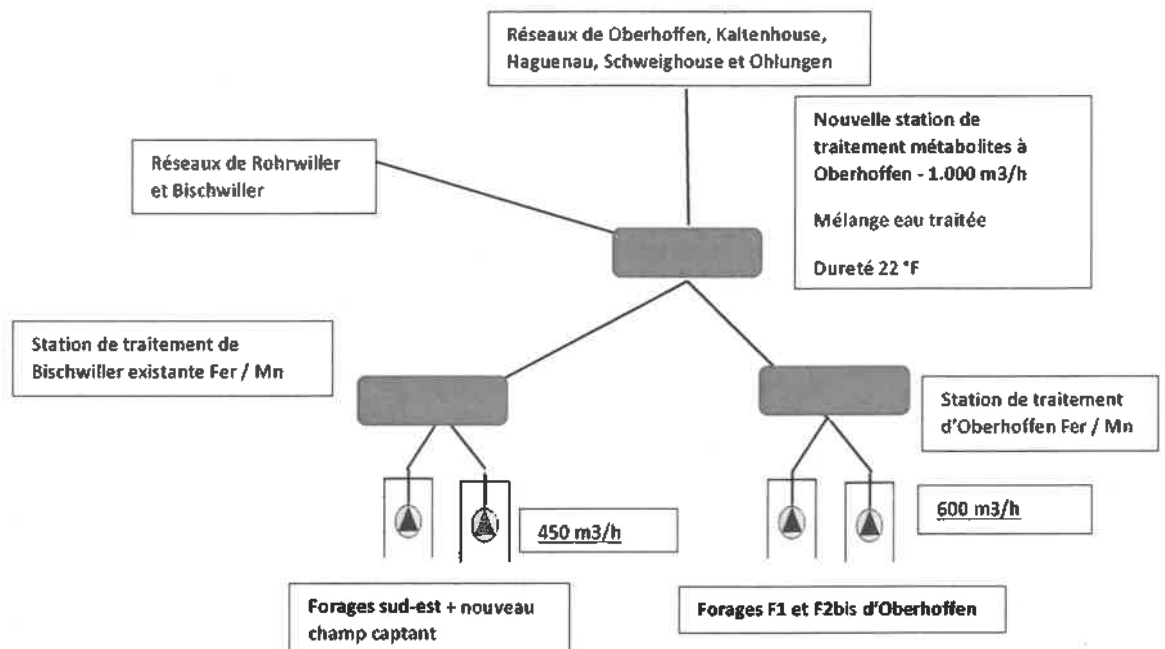 Réseaux de Oberhoffen, Kaltenhouse,
Haguenau, Schweighouse et Ohlungen
Nouvelle station de
traitement métabolites à
Oberhoffen - 1.000 m3/h
Mélange eau traitée
Dureté 22 °F
Réseaux de Rohrwiller
et Bischwiller
Station de traitement de
Bischwiller existante Fer / Mn
Station de traitement
d'Oberhoffen Fer / Mn
450 m3/h
600 m3/h
Forages sud-est + nouveau
champ captant
Forages F1 et F2bis d'Oberhoffen